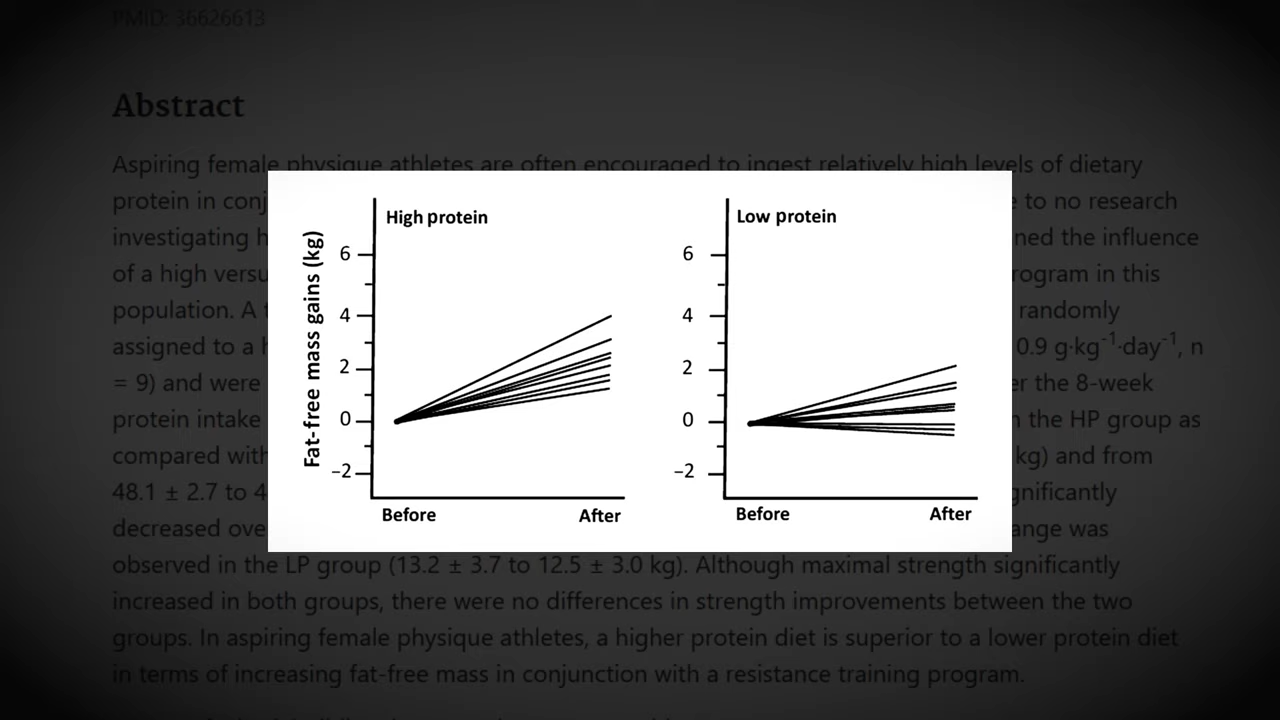 PMID: 36626613
Abstract
Aspiring female physique athletes are often encouraged to ingest relatively high levels of dietary
protein in conj to no research
investigating h ned the influence
of a high versu rogram in this
population. A randomly
assigned to a 0.9 g·kg⁻¹·day⁻¹, n
= 9) and were er the 8-week
protein intake the HP group as
compared with kg) and from
48.1 ± 2.7 to 4 gnificantly
decreased ove ange was
observed in the LP group (13.2 ± 3.7 to 12.5 ± 3.0 kg). Although maximal strength significantly
increased in both groups, there were no differences in strength improvements between the two
groups. In aspiring female physique athletes, a higher protein diet is superior to a lower protein diet
in terms of increasing fat-free mass in conjunction with a resistance training program.
High protein
Fat-free mass gains (kg)
6
4
2
0
−2
Before After
Low protein
6
4
2
0
−2
Before After